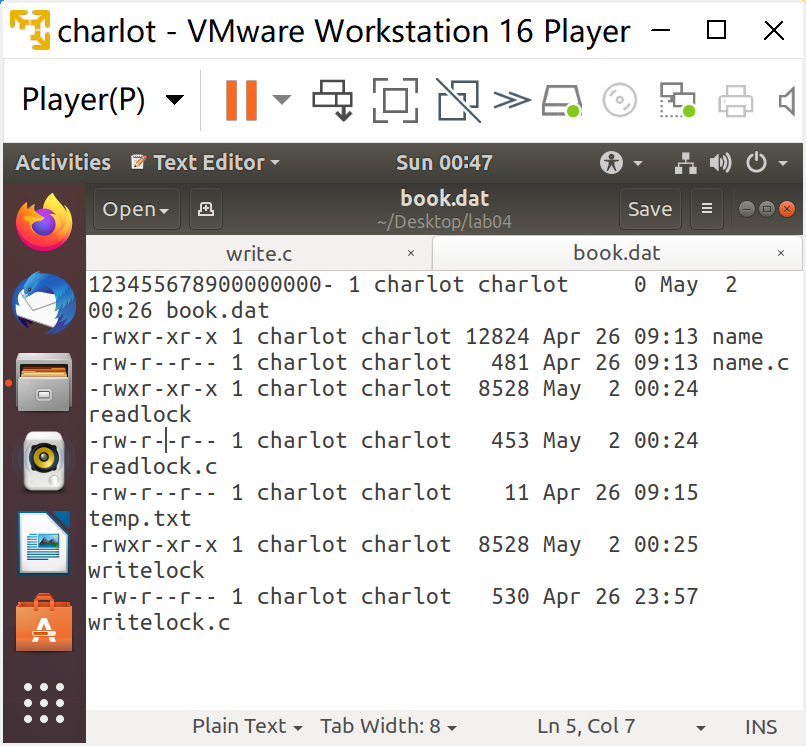 charlot - VMware Workstation 16 Player
Player(P)
Activities Text Editor Sun 00:47
Open book.dat Save
~/Desktop/lab04
write.c × book.dat ×
123455678900000000- 1 charlot charlot     0 May  2
00:26 book.dat
-rwxr-xr-x 1 charlot charlot 12824 Apr 26 09:13 name
-rw-r--r-- 1 charlot charlot   481 Apr 26 09:13 name.c
-rwxr-xr-x 1 charlot charlot  8528 May  2 00:24
readlock
-rw-r--r-- 1 charlot charlot   453 May  2 00:24
readlock.c
-rw-r--r-- 1 charlot charlot    11 Apr 26 09:15
temp.txt
-rwxr-xr-x 1 charlot charlot  8528 May  2 00:25
writelock
-rw-r--r-- 1 charlot charlot   530 Apr 26 23:57
writelock.c
Plain Text Tab Width: 8 Ln 5, Col 7 INS